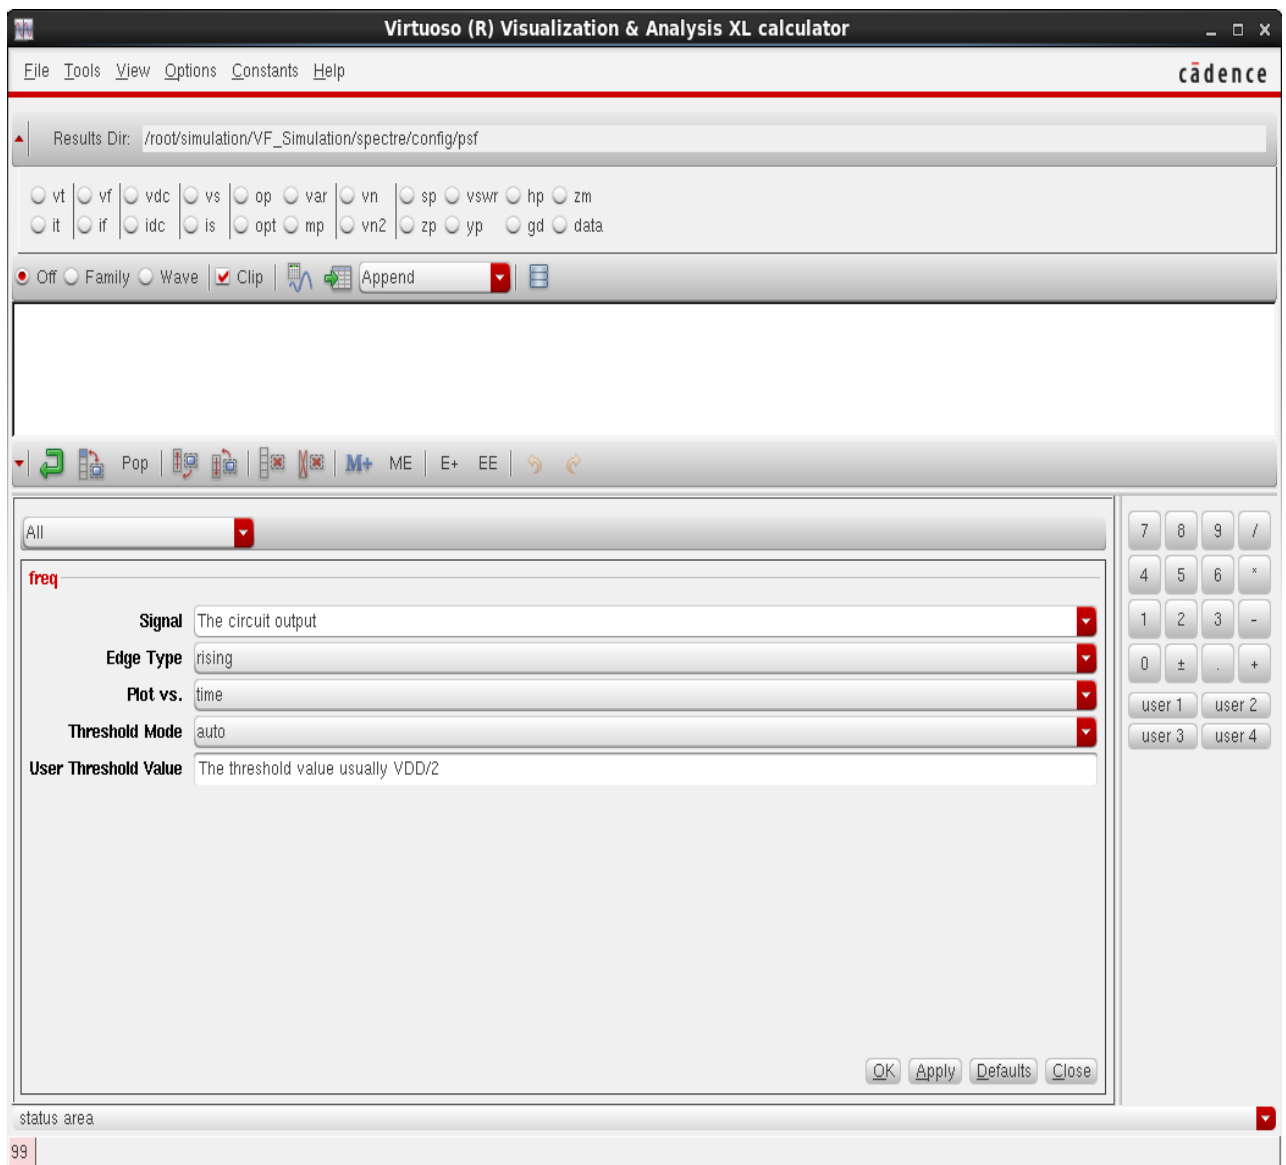 Virtuoso (R) Visualization & Analysis XL calculator
File Tools View Options Constants Help cādence
Results Dir: /root/simulation/VF_Simulation/spectre/config/psf
vt vf vdc vs op var vn sp vswr hp zm
it if idc is opt mp vn2 zp yp gd data
Off Family Wave Clip Append
Pop M+ ME E+ EE
All 7 8 9 /
freq 4 5 6 *
Signal The circuit output 1 2 3 -
Edge Type rising 0 ± . +
Plot vs. time user 1 user 2
Threshold Mode auto user 3 user 4
User Threshold Value The threshold value usually VDD/2
OK Apply Defaults Close
status area
99